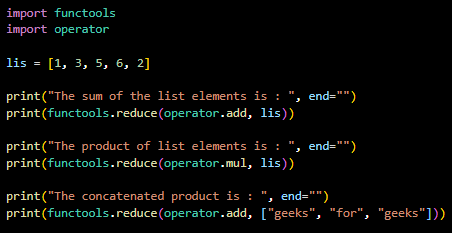 import functools
import operator
lis = [1, 3, 5, 6, 2]
print("The sum of the list elements is : ", end="")
print(functools.reduce(operator.add, lis))
print("The product of list elements is : ", end="")
print(functools.reduce(operator.mul, lis))
print("The concatenated product is : ", end="")
print(functools.reduce(operator.add, ["geeks", "for", "geeks"]))